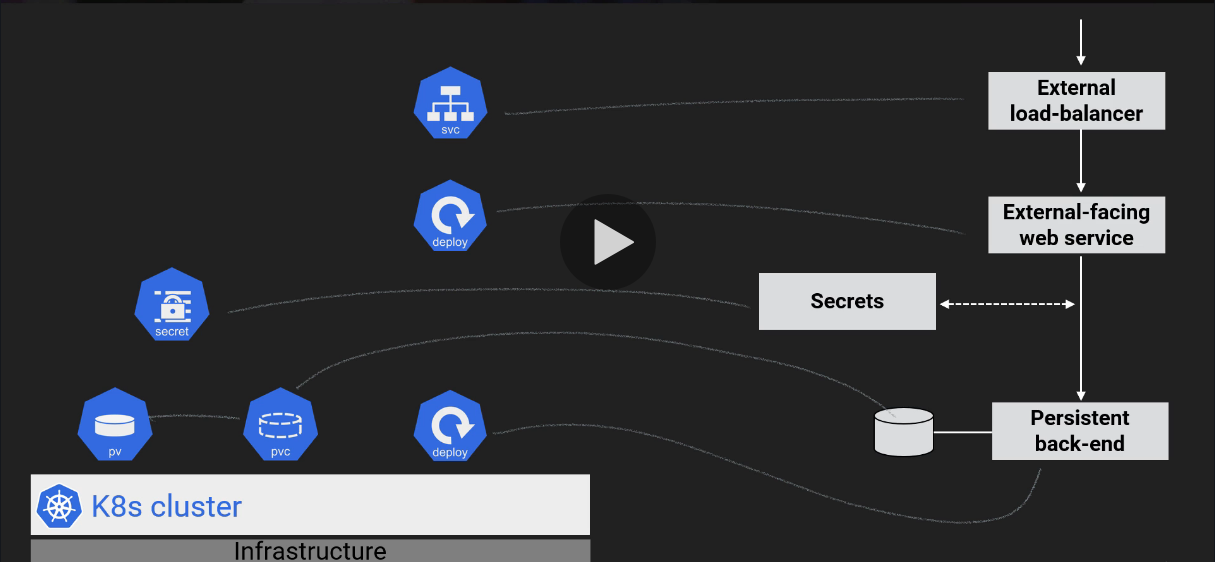 External
load-balancer
svc
External-facing
web service
deploy
Secrets
secret
Persistent
back-end
pv
pvc
deploy
K8s cluster
Infrastructure